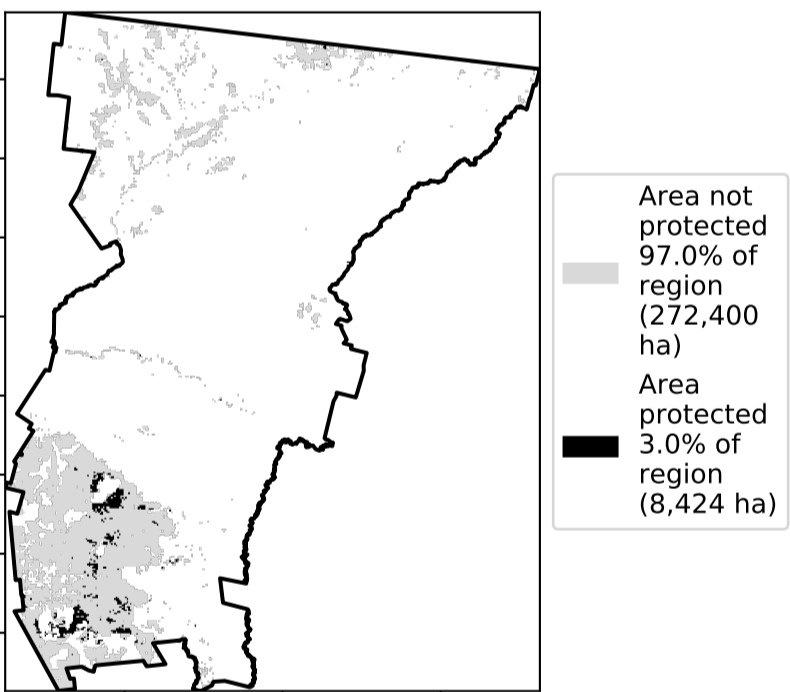 Area not
protected
97.0% of
region
(272,400
ha)
Area
protected
3.0% of
region
(8,424 ha)